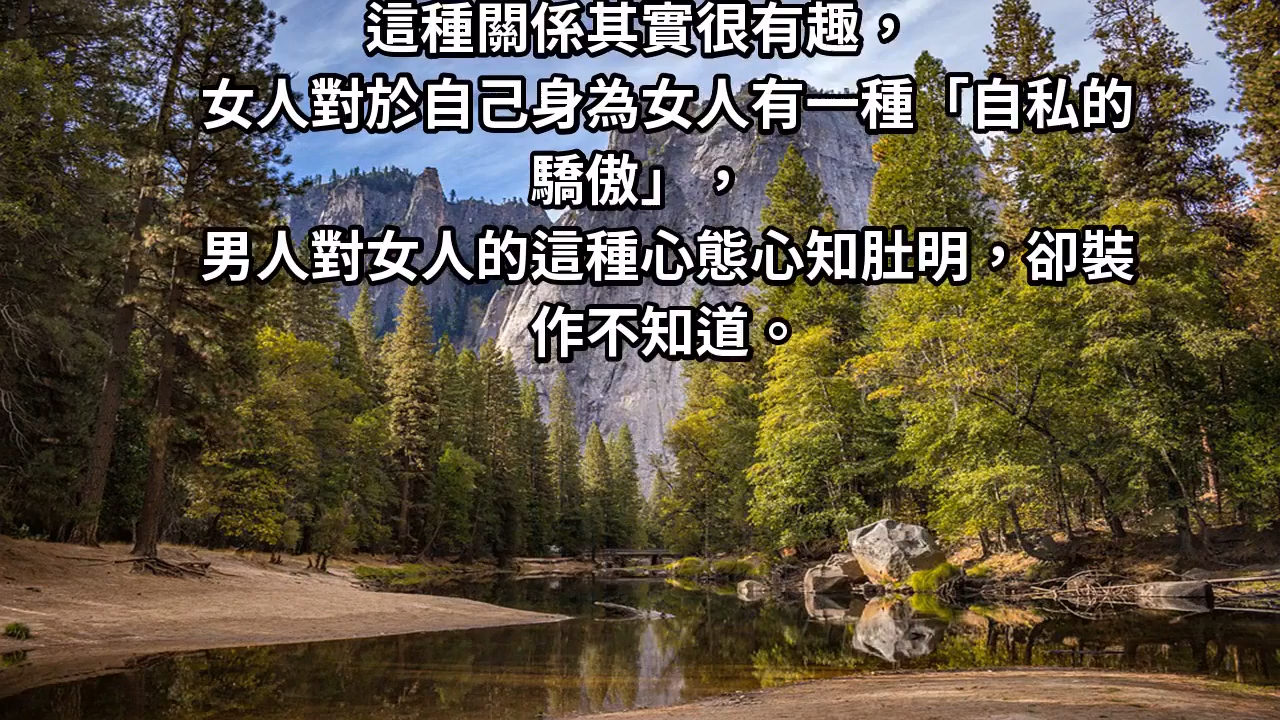 這種關係其實很有趣，
女人對於自己身為女人有一種「自私的
驕傲」，
男人對女人的這種心態心知肚明，卻裝
作不知道。